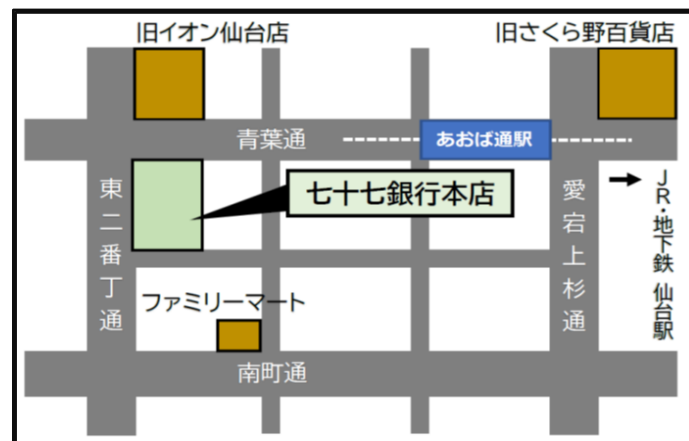 旧イオン仙台店
旧さくら野百貨店
青葉通
あおば通駅
七十七銀行本店
東二番丁通
愛宕上杉通
JR・地下鉄 仙台駅
ファミリーマート
南町通